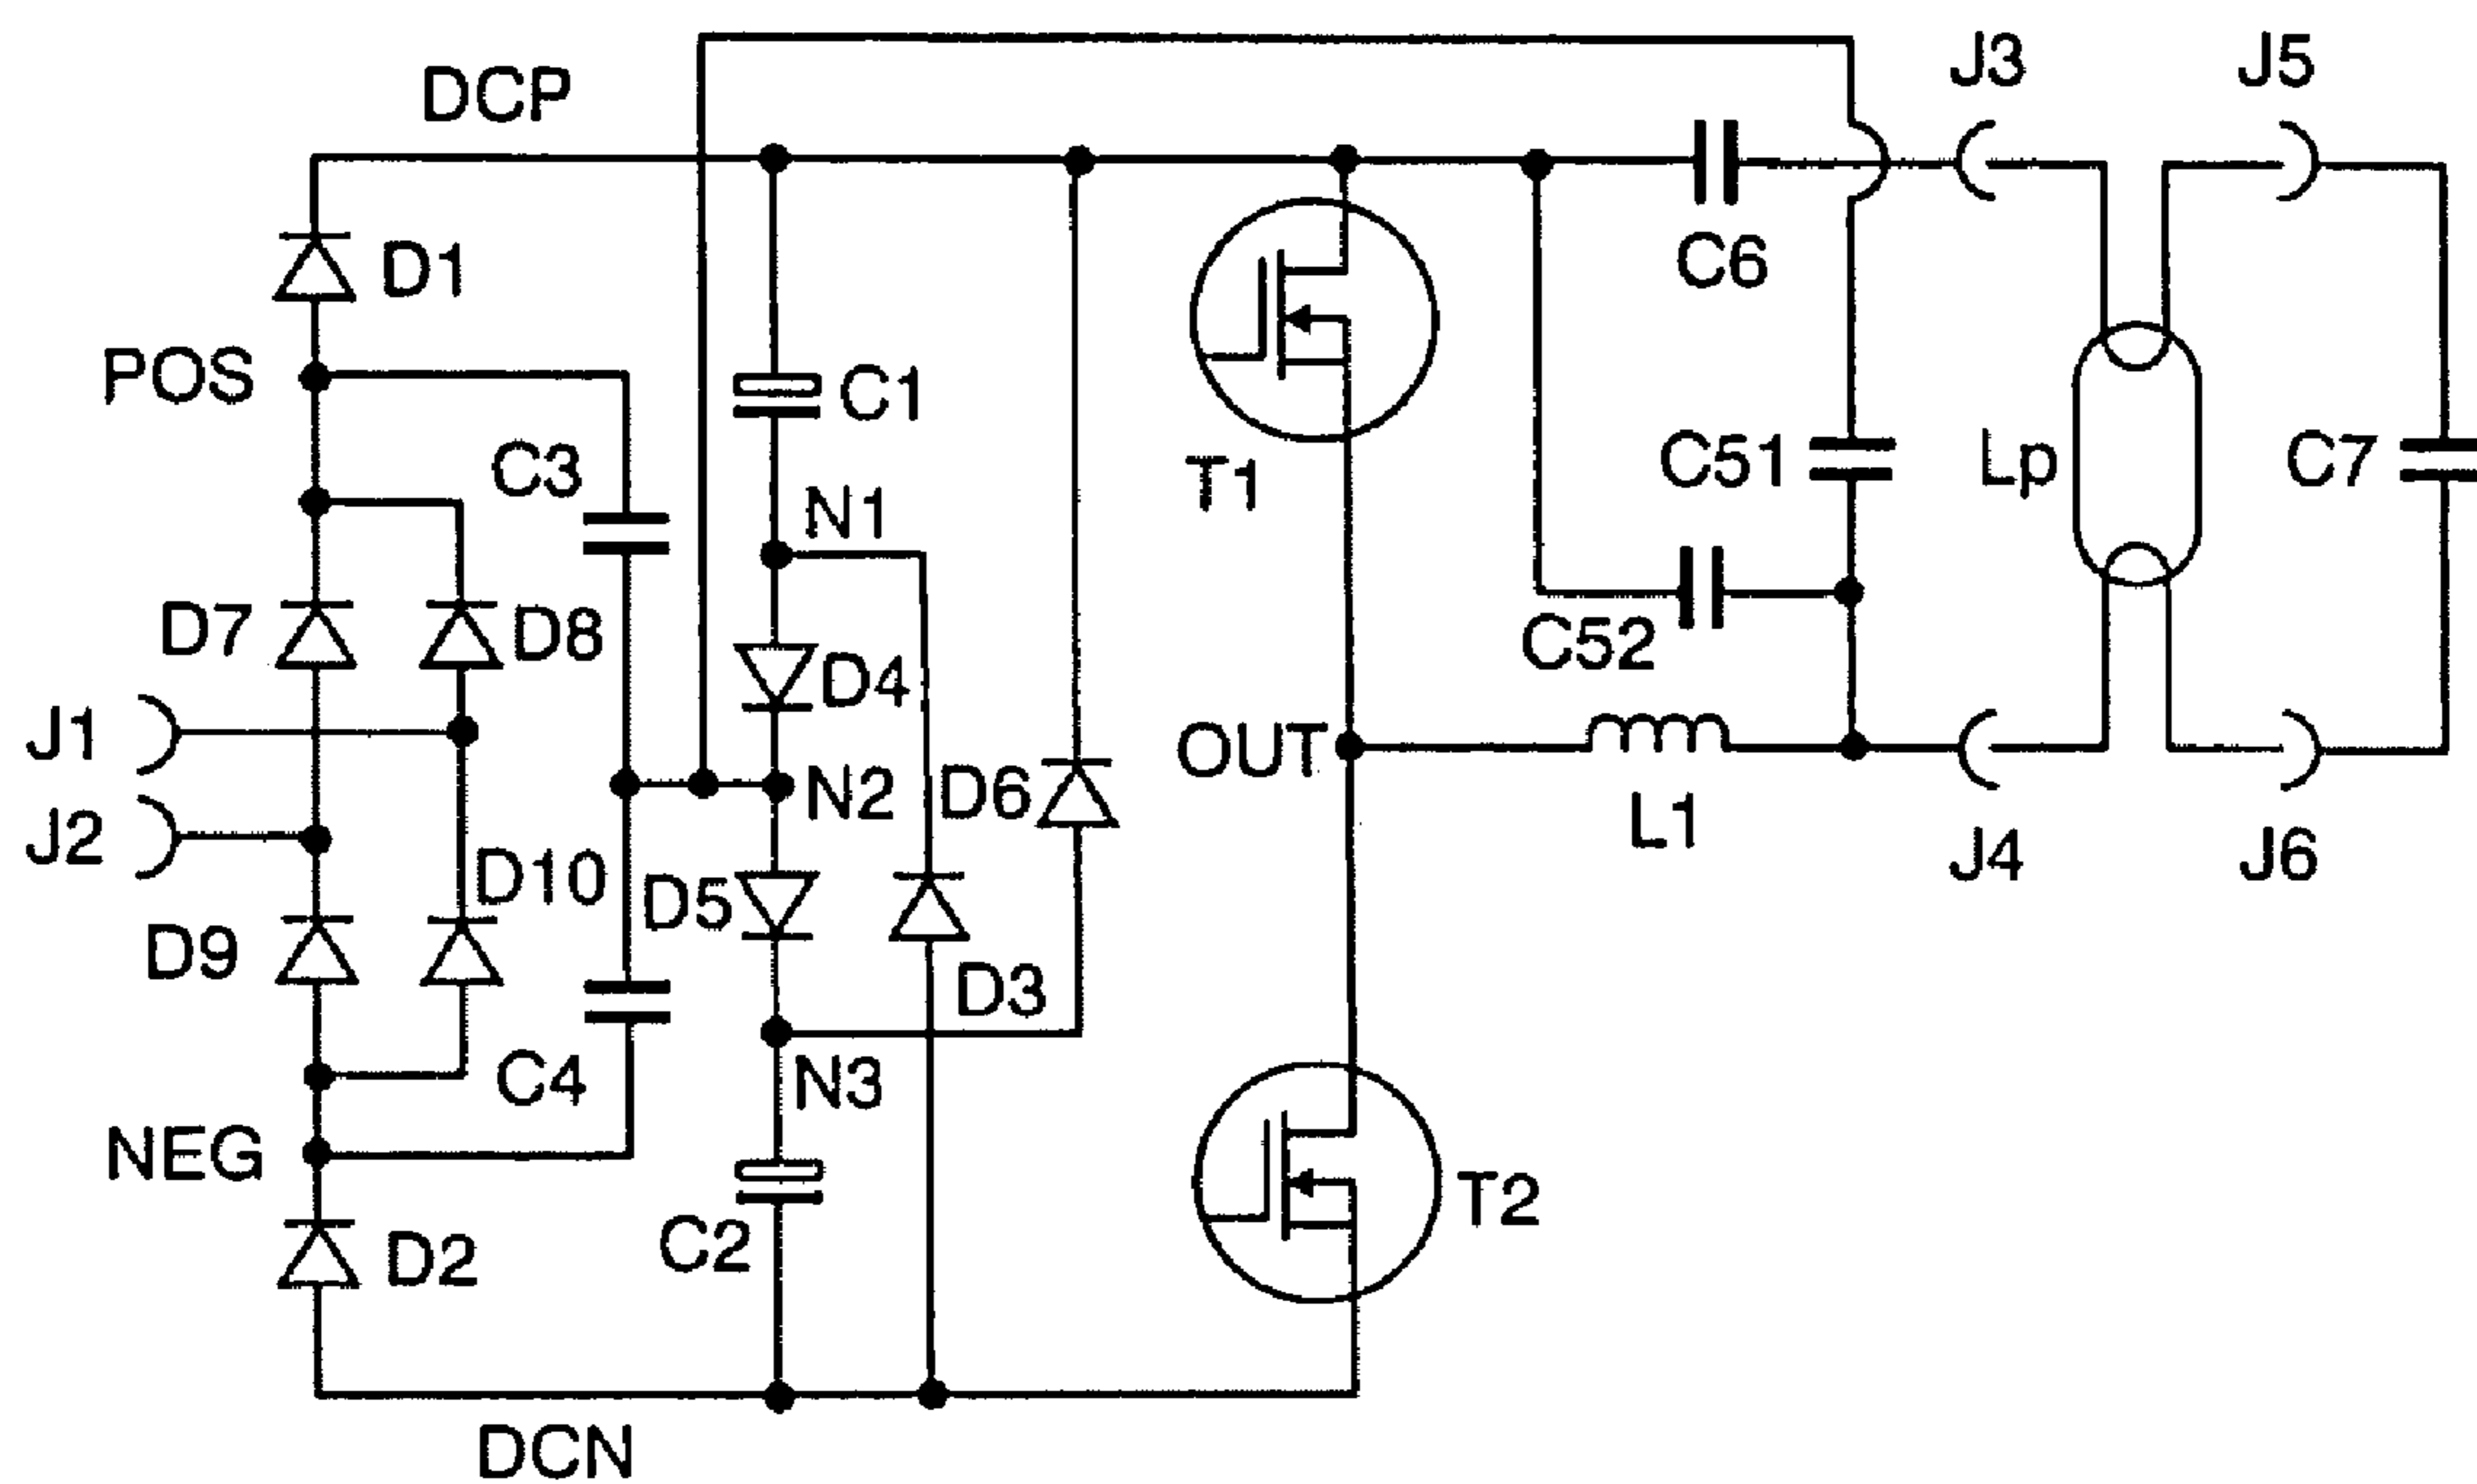 J3
J5
DCP
D1
C6
POS
C1
C3
T1
C51
Lp
C7
N1
D7
D8
D4
C52
J1
OUT
N2
D6
J2
L1
J4
J6
D10
D5
D9
D3
C4
N3
NEG
T2
D2
C2
DCN